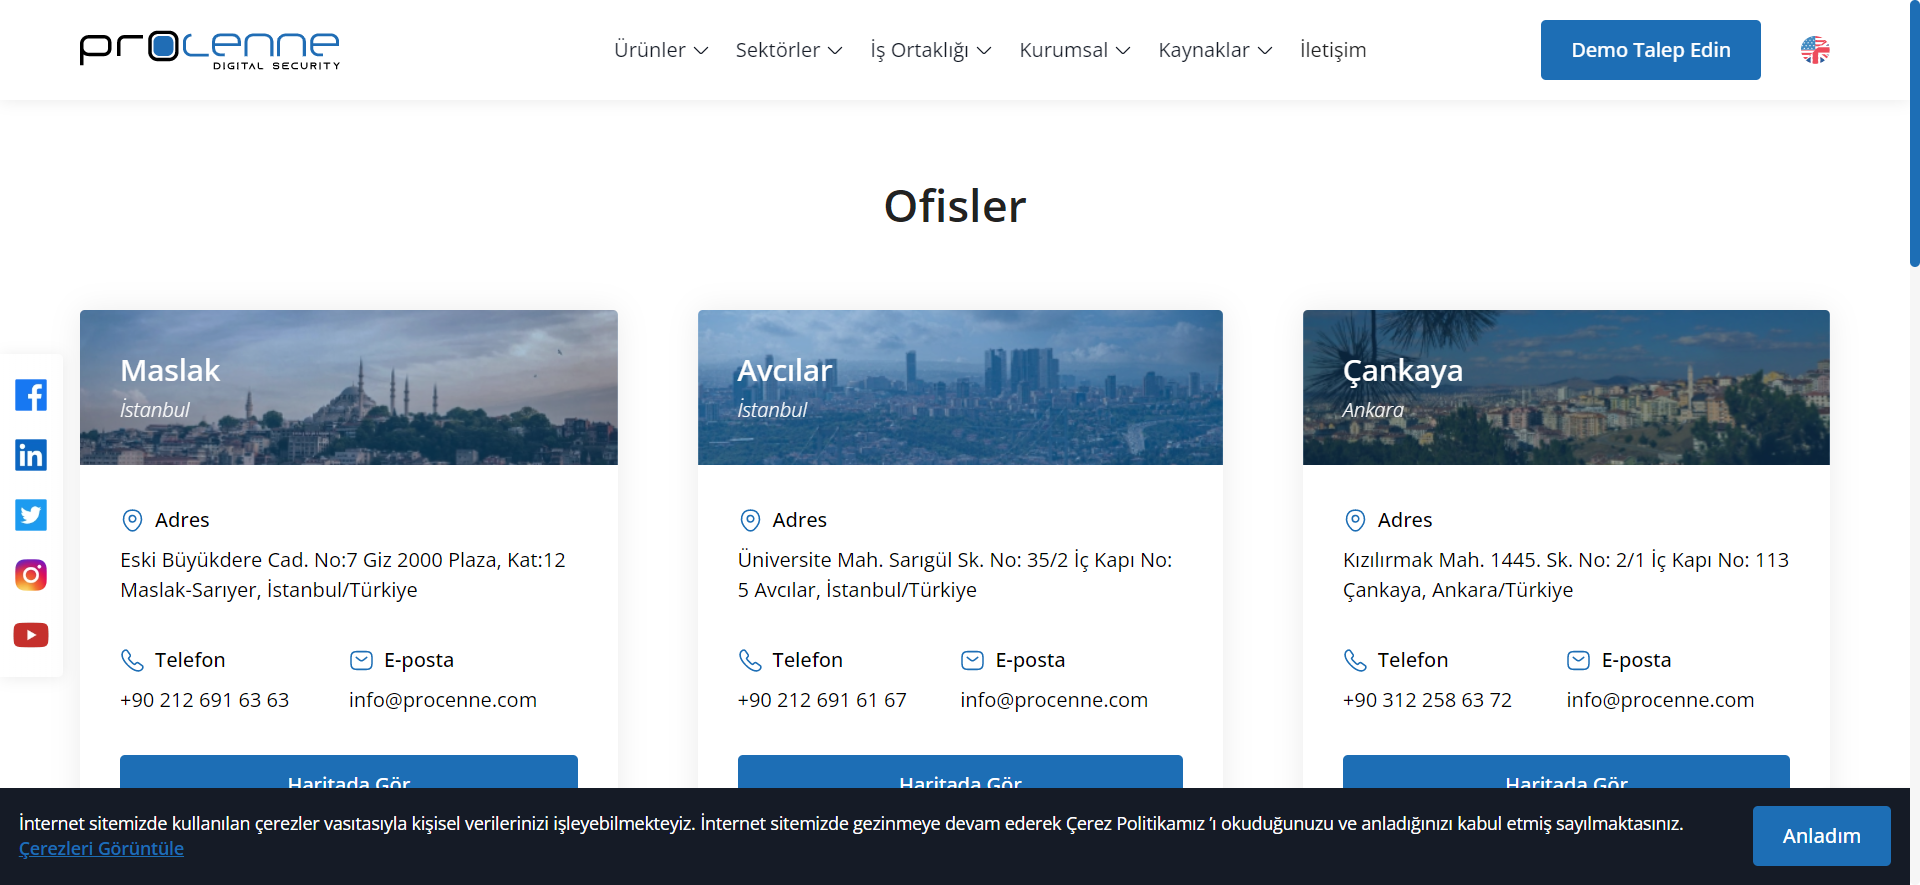 procenne
DIGITAL SECURITY
Ürünler
Sektörler
İş Ortaklığı
Kurumsal
Kaynaklar
İletişim
Demo Talep Edin
Ofisler
Maslak
İstanbul
Adres
Eski Büyükdere Cad. No:7 Giz 2000 Plaza, Kat:12
Maslak-Sarıyer, İstanbul/Türkiye
Telefon
+90 212 691 63 63
E-posta
info@procenne.com
Haritada Gör
Avcılar
İstanbul
Adres
Üniversite Mah. Sarıgül Sk. No: 35/2 İç Kapı No:
5 Avcılar, İstanbul/Türkiye
Telefon
+90 212 691 61 67
E-posta
info@procenne.com
Haritada Gör
Çankaya
Ankara
Adres
Kızılırmak Mah. 1445. Sk. No: 2/1 İç Kapı No: 113
Çankaya, Ankara/Türkiye
Telefon
+90 312 258 63 72
E-posta
info@procenne.com
Haritada Gör
İnternet sitemizde kullanılan çerezler vasıtasıyla kişisel verilerinizi işleyebilmekteyiz. İnternet sitemizde gezinmeye devam ederek Çerez Politikamız ’ı okuduğunuzu ve anladığınızı kabul etmiş sayılmaktasınız.
Çerezleri Görüntüle
Anladım